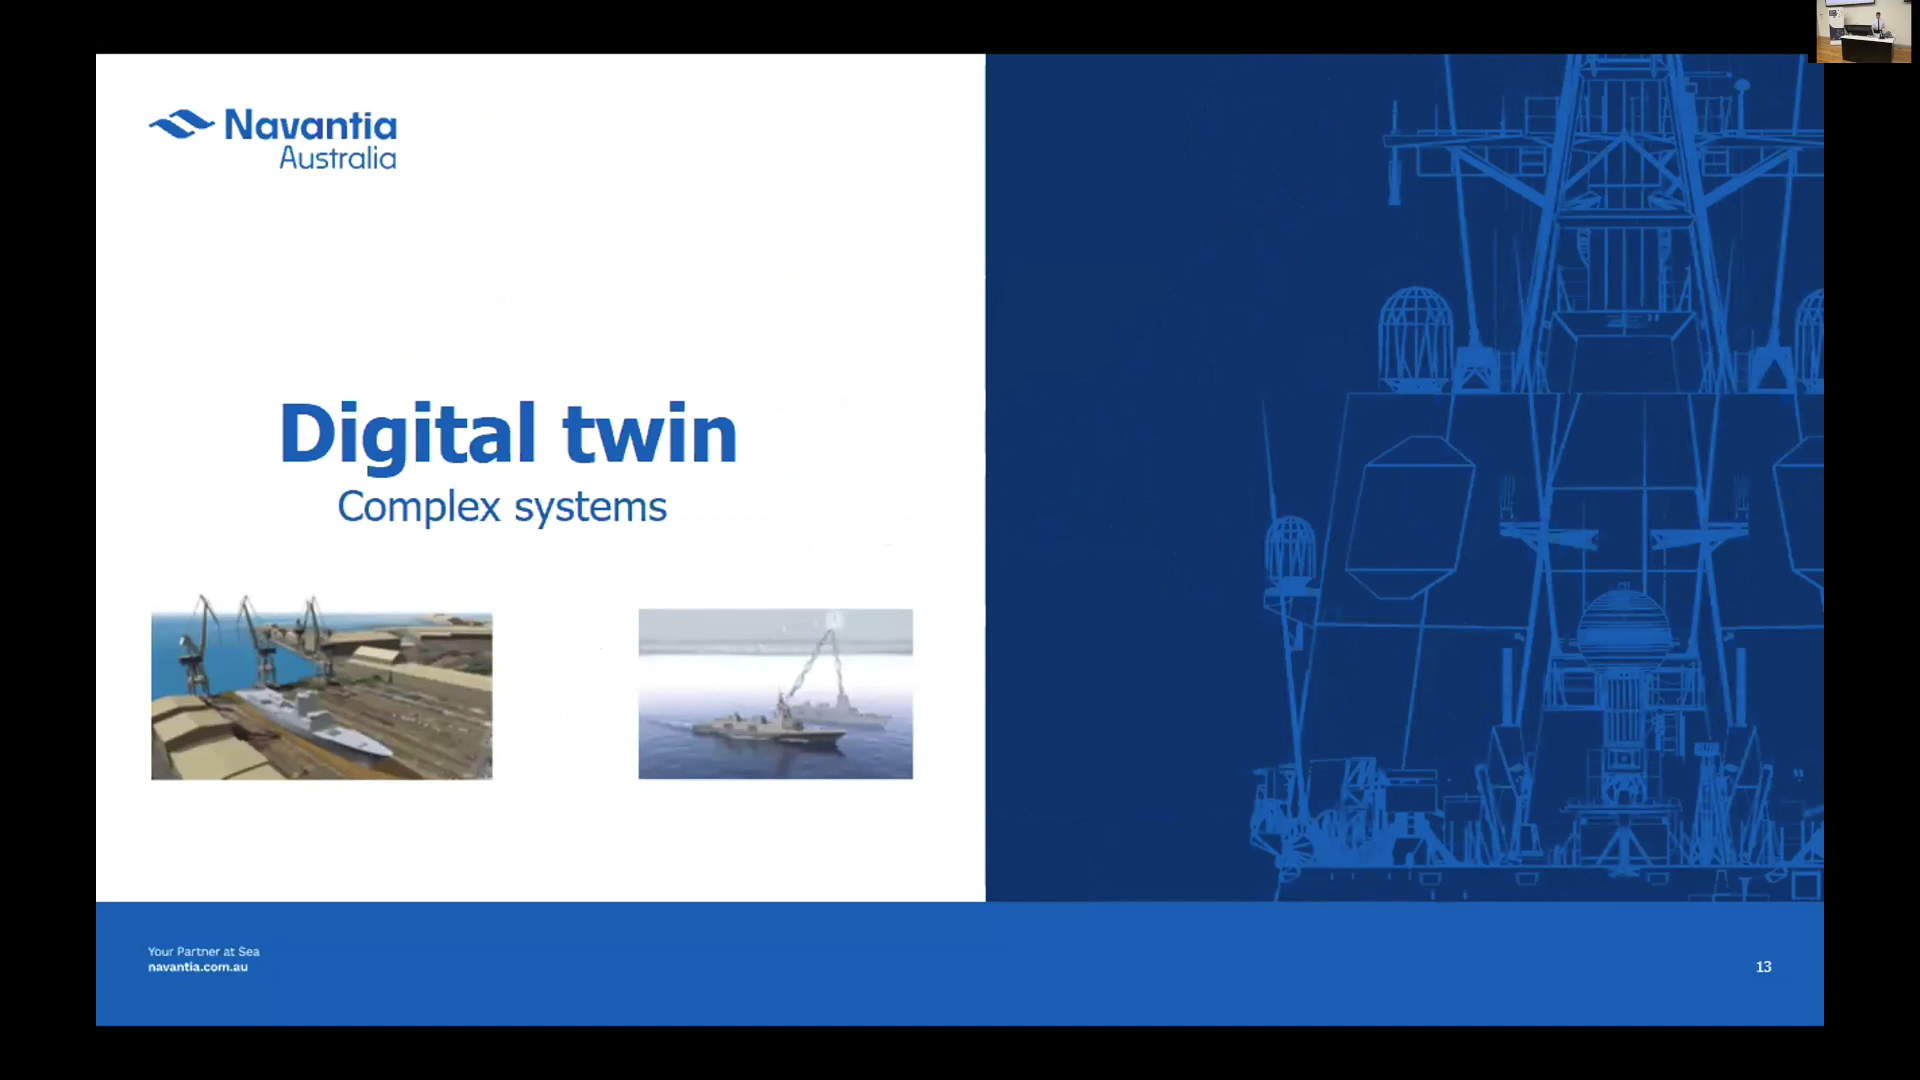 Navantia
Australia
Digital twin
Complex systems
Your Partner at Sea
navantia.com.au
13